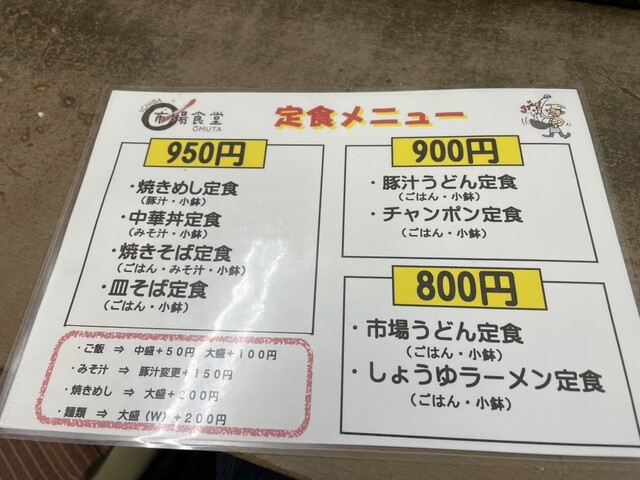 ICHIBA
市場食堂
OMUTA
定食メニュー
950円
・焼きめし定食
(豚汁・小鉢)
・中華丼定食
(みそ汁・小鉢)
・焼きそば定食
(ごはん・みそ汁・小鉢)
・皿そば定食
(ごはん・小鉢)
・ご飯 ⇒ 中盛+50円 大盛+100円
・みそ汁 ⇒ 豚汁変更+150円
・焼きめし ⇒ 大盛+200円
・麺類 ⇒ 大盛(W)+200円
900円
・豚汁うどん定食
(ごはん・小鉢)
・チャンポン定食
(ごはん・小鉢)
800円
・市場うどん定食
(ごはん・小鉢)
・しょうゆラーメン定食
(ごはん・小鉢)